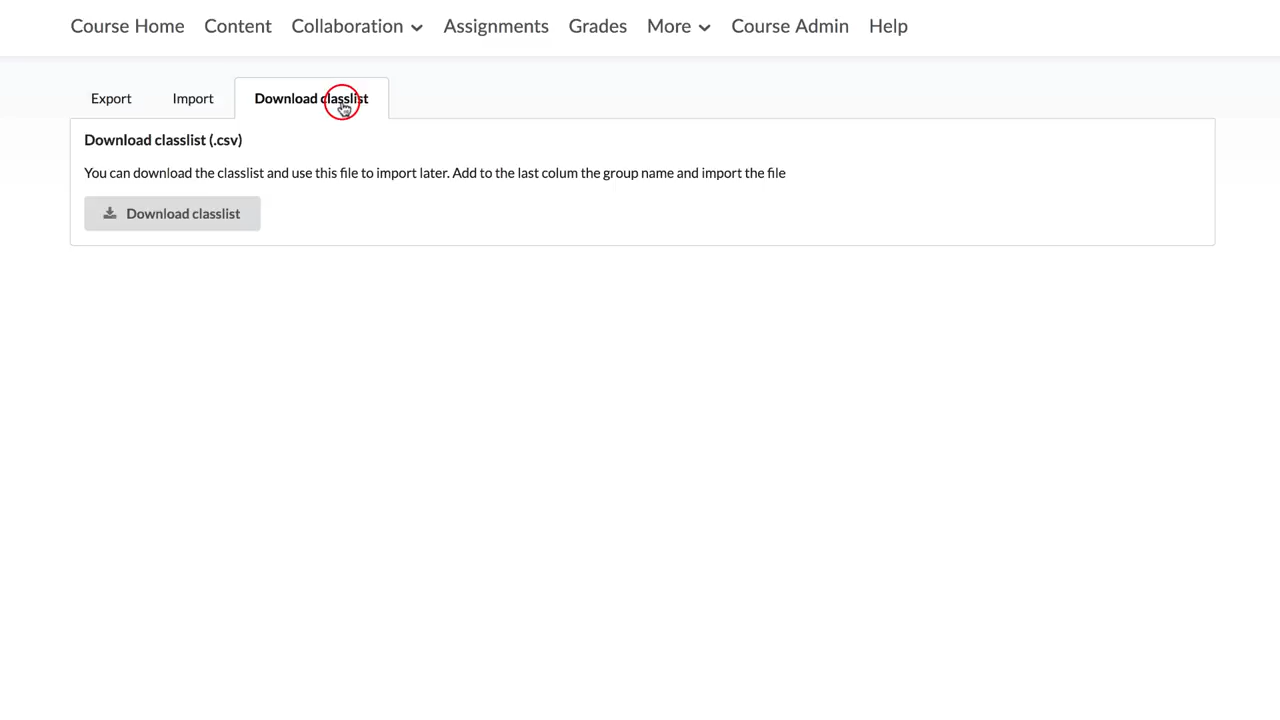 Course Home Content Collaboration Assignments Grades More Course Admin Help
Export Import Download classlist
Download classlist (.csv)
You can download the classlist and use this file to import later. Add to the last colum the group name and import the file
Download classlist